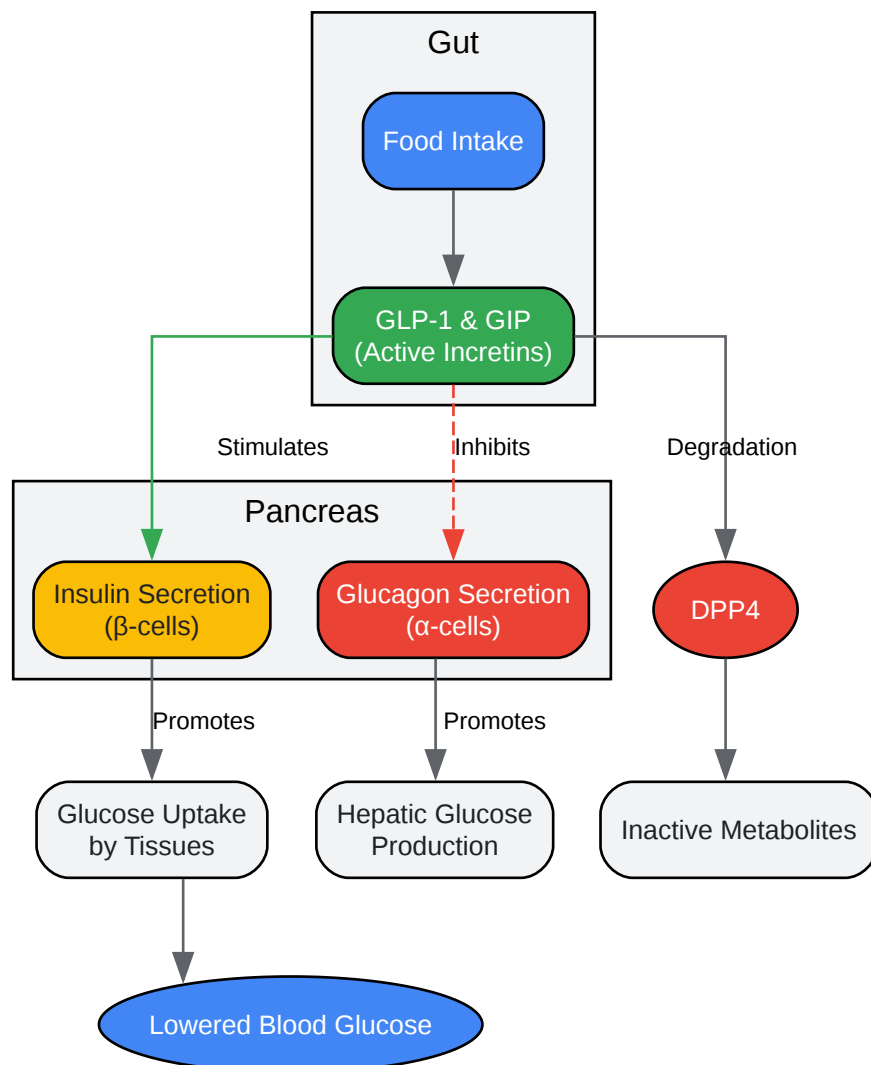 Gut
Food Intake
GLP-1 & GIP
(Active Incretins)
Stimulates
Inhibits
Degradation
Pancreas
Insulin Secretion
(β-cells)
Glucagon Secretion
(α-cells)
DPP4
Promotes
Promotes
Glucose Uptake
by Tissues
Hepatic Glucose
Production
Inactive Metabolites
Lowered Blood Glucose